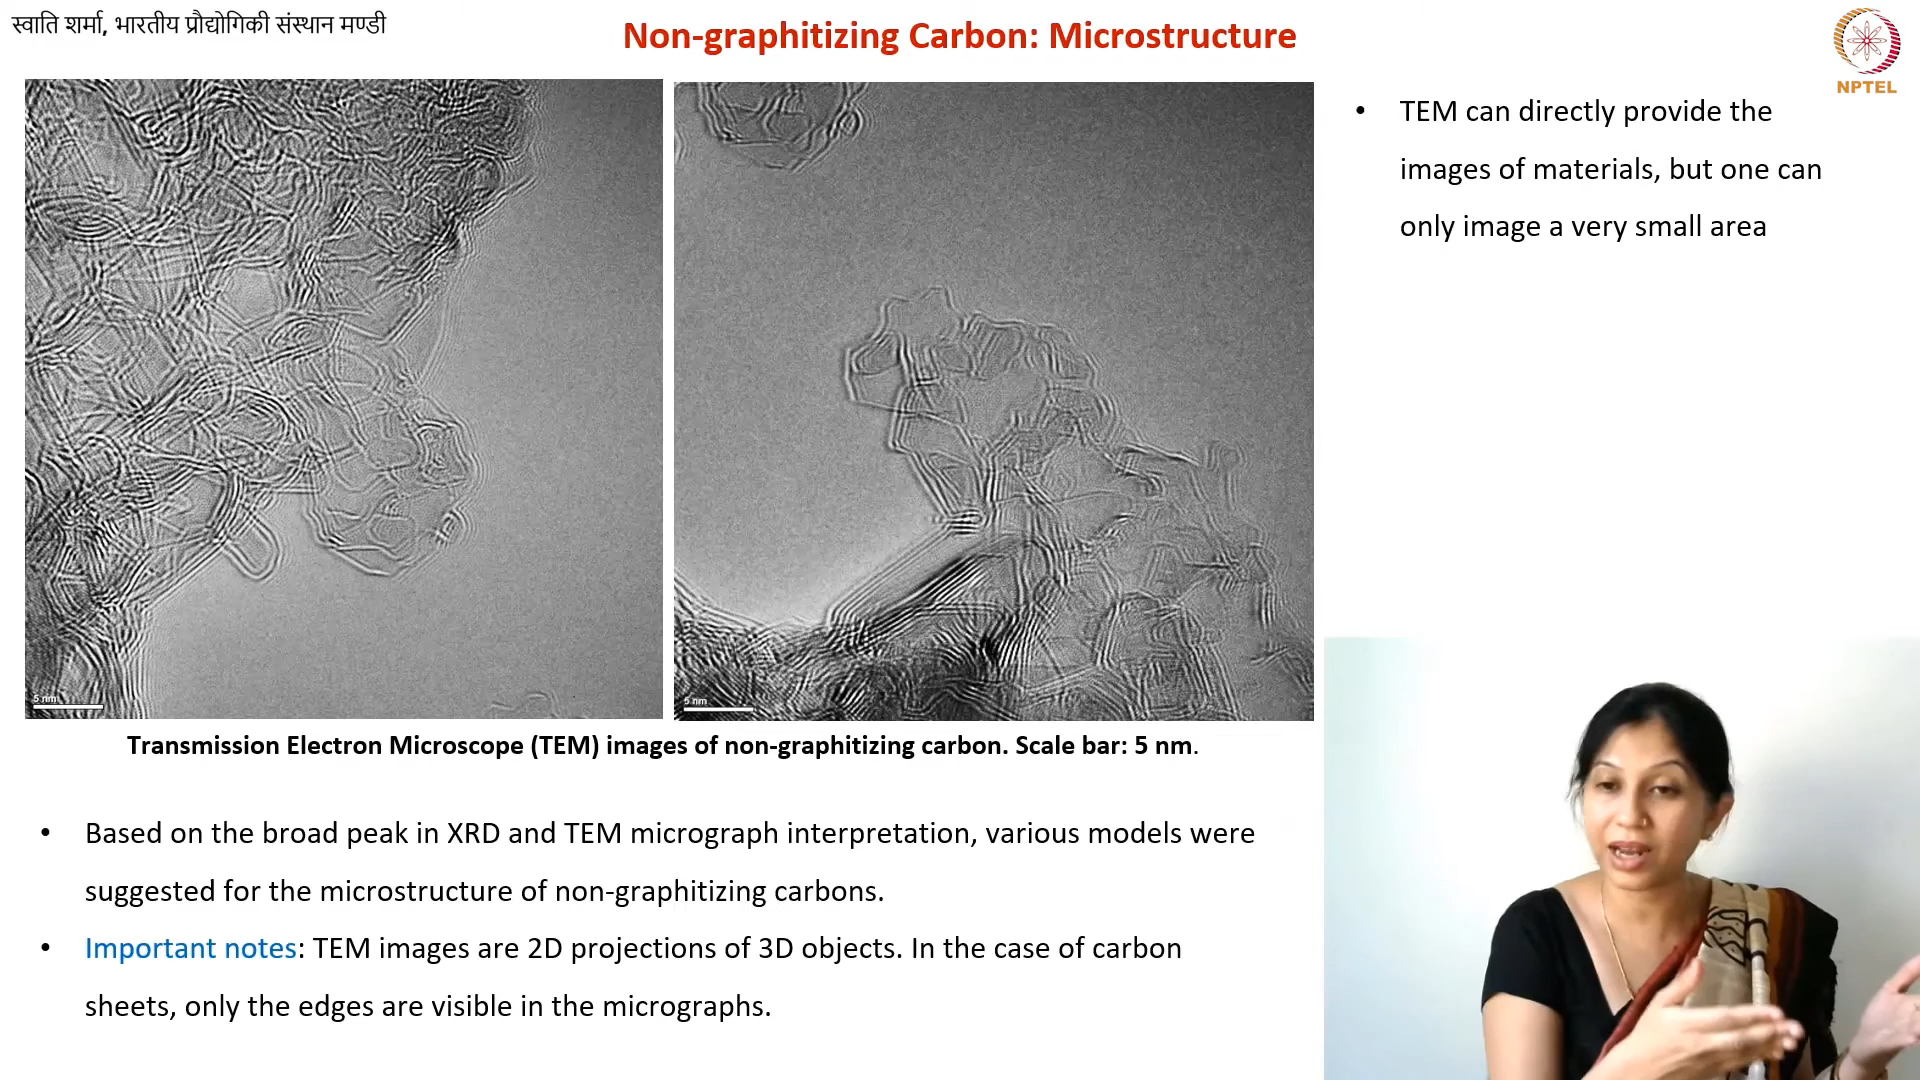 स्वाति शर्मा, भारतीय प्रौद्योगिकी संस्थान मण्डी
Non-graphitizing Carbon: Microstructure
NPTEL
• TEM can directly provide the
images of materials, but one can
only image a very small area
5 nm
5 nm
Transmission Electron Microscope (TEM) images of non-graphitizing carbon. Scale bar: 5 nm.
• Based on the broad peak in XRD and TEM micrograph interpretation, various models were
suggested for the microstructure of non-graphitizing carbons.
• Important notes: TEM images are 2D projections of 3D objects. In the case of carbon
sheets, only the edges are visible in the micrographs.